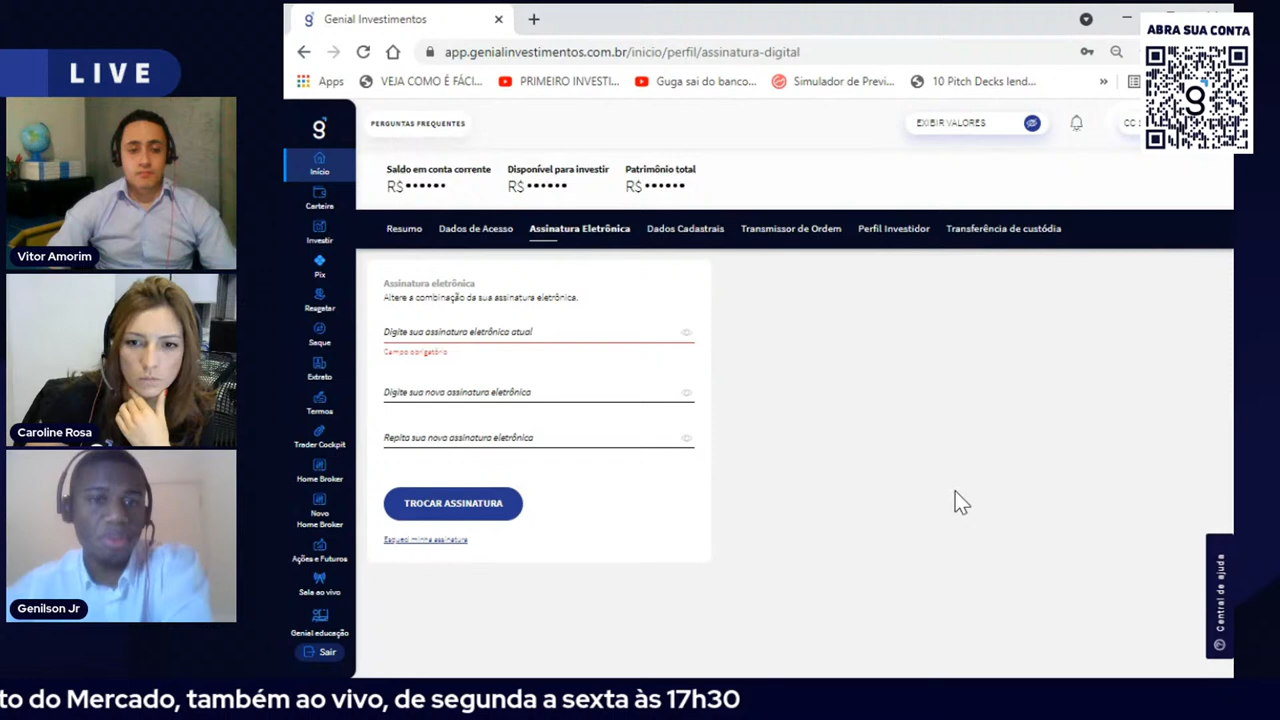 LIVE
Vitor Amorim
Caroline Rosa
Genilson Jr
Genial Investimentos
app.genialinvestimentos.com.br/inicio/perfil/assinatura-digital
Apps
VEJA COMO É FÁCI...
PRIMEIRO INVESTI...
Guga sai do banco...
Simulador de Previ...
10 Pitch Decks lend...
»
ABRA SUA CONTA
g
PERGUNTAS FREQUENTES
EXIBIR VALORES
Saldo em conta corrente
R$ ••••••
Disponível para investir
R$ ••••••
Patrimônio total
R$ ••••••
Resumo
Dados de Acesso
Assinatura Eletrônica
Dados Cadastrais
Transmissor de Ordem
Perfil Investidor
Transferência de custódia
g
Início
Carteira
Investir
Pix
Resgatar
Saque
Extrato
Termos
Trader Cockpit
Home Broker
Novo
Home Broker
Ações e Futuros
Sala ao vivo
Genial educação
Sair
Assinatura eletrônica
Altere a combinação da sua assinatura eletrônica.
Digite sua assinatura eletrônica atual
Campo obrigatório
Digite sua nova assinatura eletrônica
Repita sua nova assinatura eletrônica
TROCAR ASSINATURA
Esqueci minha assinatura
Central de ajuda
to do Mercado, também ao vivo, de segunda a sexta às 17h30